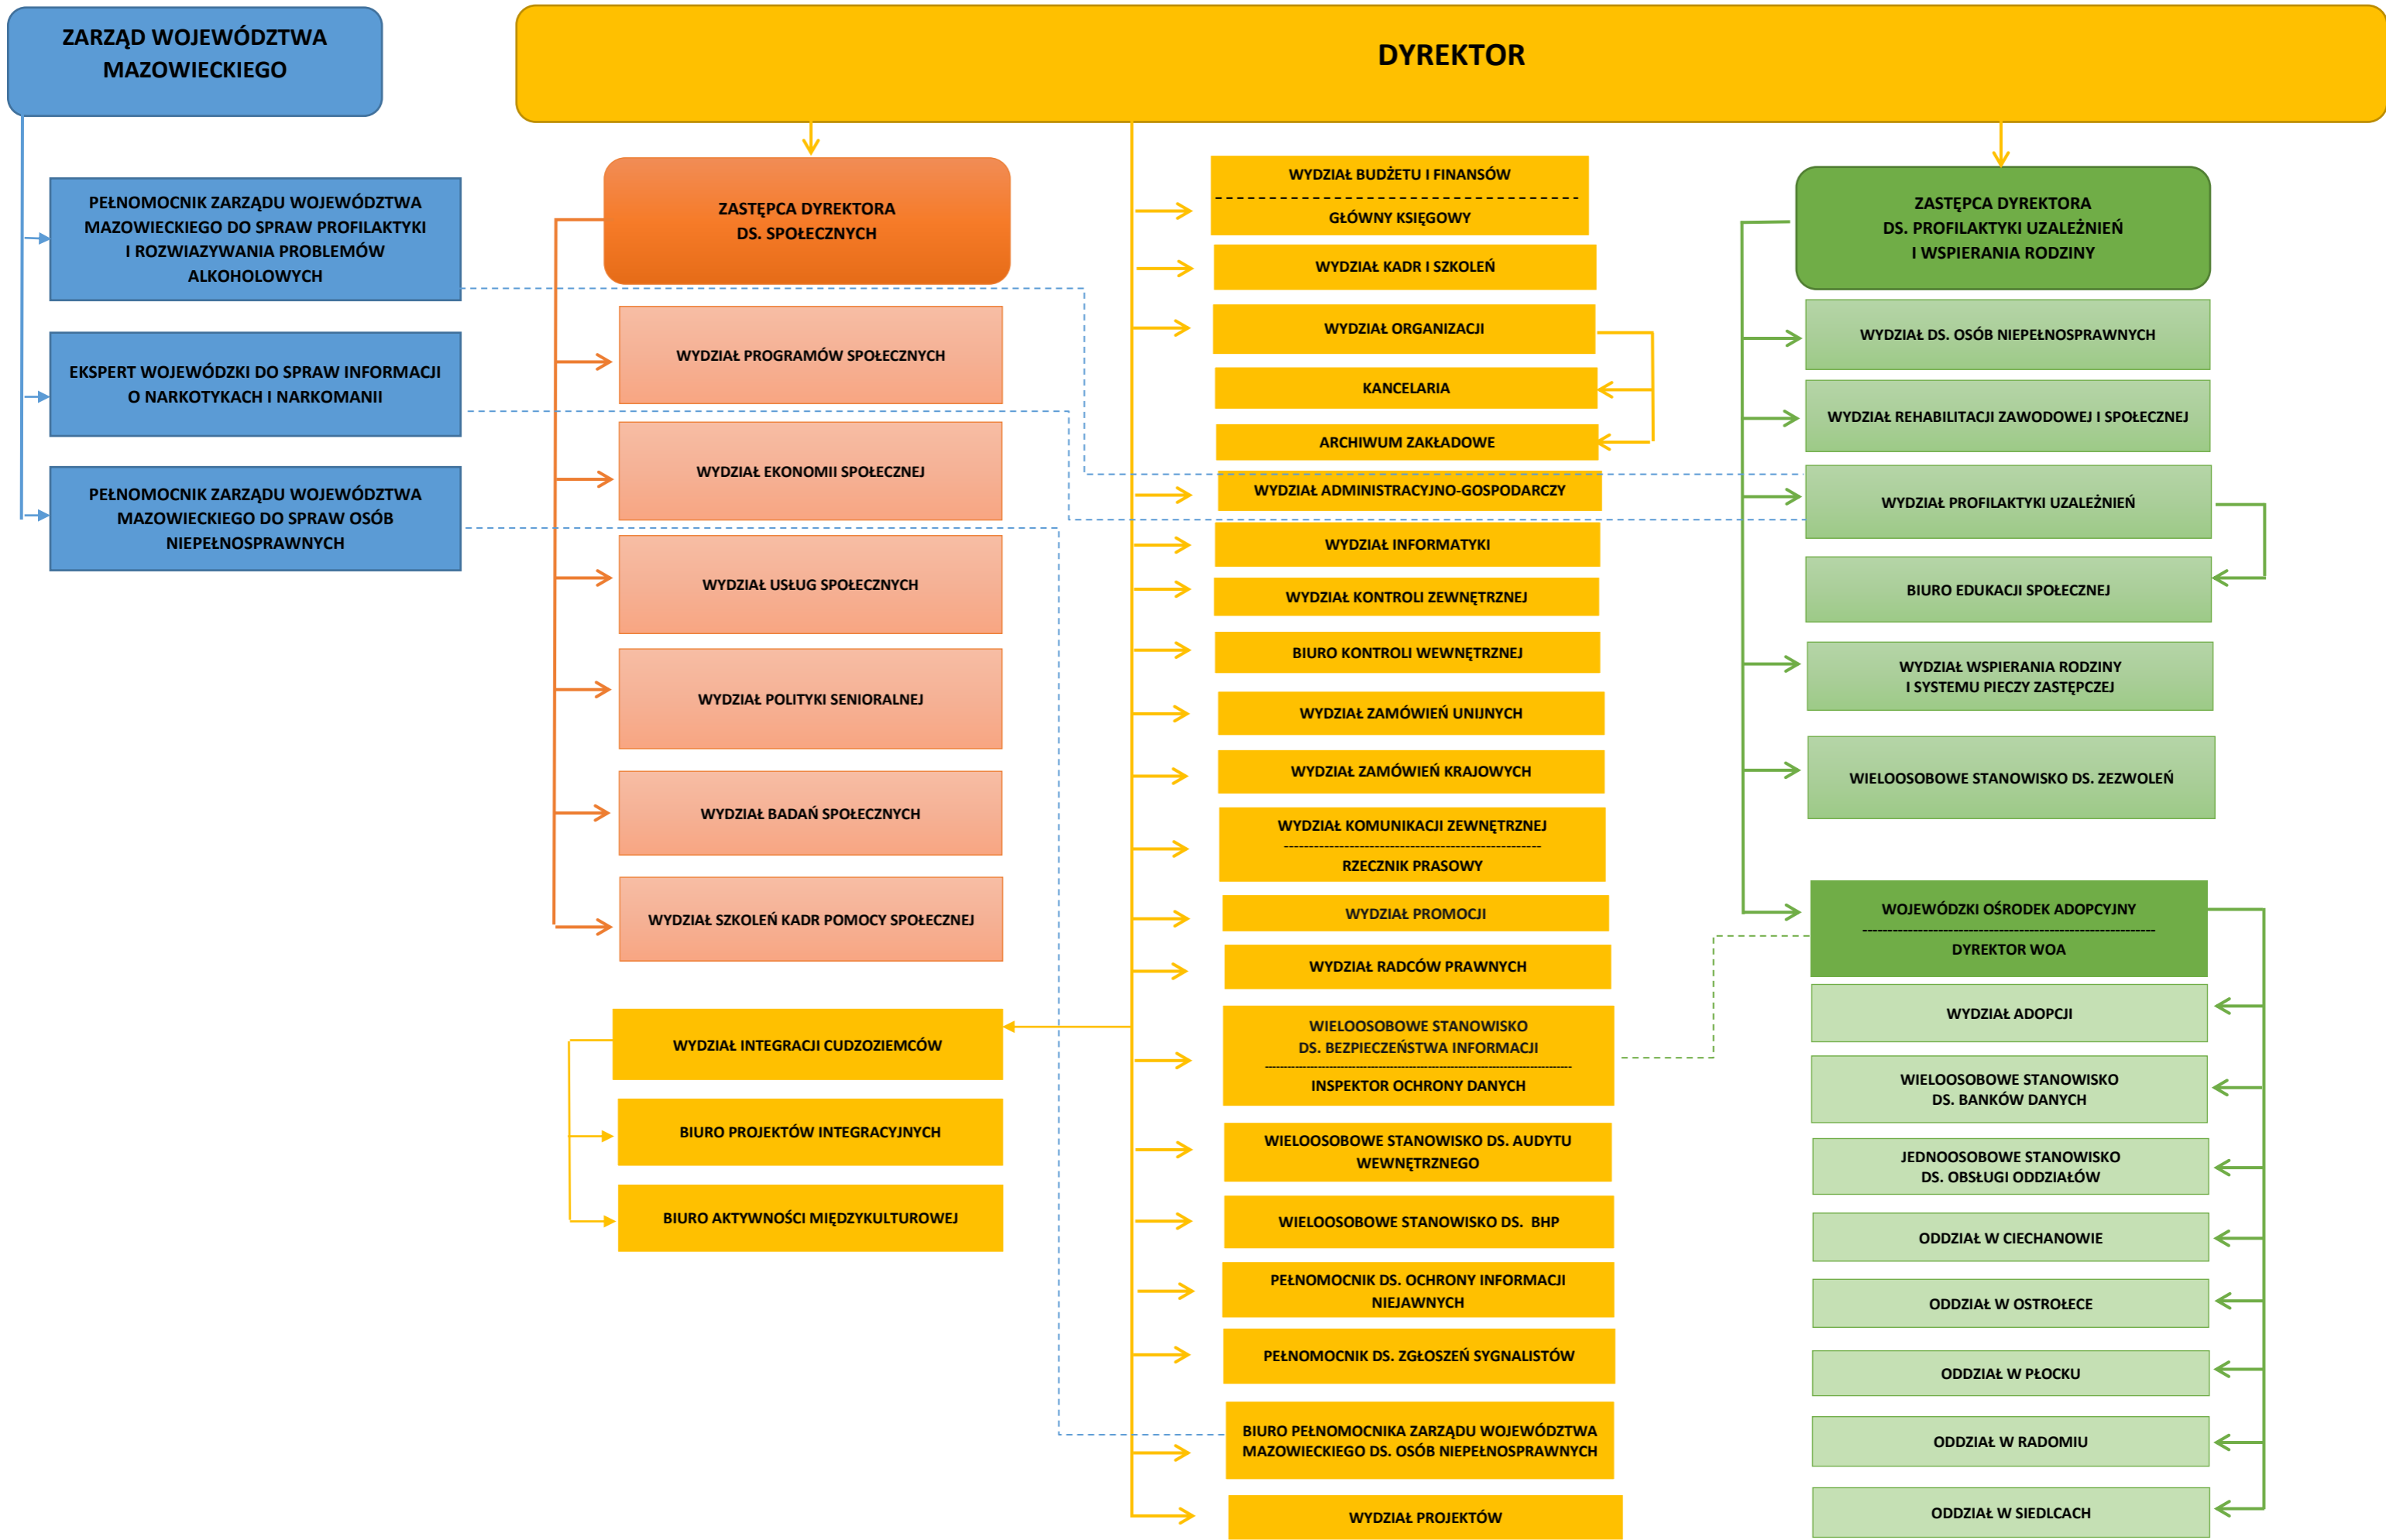 ZARZĄD WOJEWÓDZTWA
MAZOWIECKIEGO
PEŁNOMOCNIK ZARZĄDU WOJEWÓDZTWA
MAZOWIECKIEGO DO SPRAW PROFILAKTYKI
I ROZWIAZYWANIA PROBLEMÓW
ALKOHOLOWYCH
EKSPERT WOJEWÓDZKI DO SPRAW INFORMACJI
O NARKOTYKACH I NARKOMANII
PEŁNOMOCNIK ZARZĄDU WOJEWÓDZTWA
MAZOWIECKIEGO DO SPRAW OSÓB
NIEPEŁNOSPRAWNYCH
DYREKTOR
ZASTĘPCA DYREKTORA
DS. SPOŁECZNYCH
WYDZIAŁ PROGRAMÓW SPOŁECZNYCH
WYDZIAŁ EKONOMII SPOŁECZNEJ
WYDZIAŁ USŁUG SPOŁECZNYCH
WYDZIAŁ POLITYKI SENIORALNEJ
WYDZIAŁ BADAŃ SPOŁECZNYCH
WYDZIAŁ SZKOLEŃ KADR POMOCY SPOŁECZNEJ
WYDZIAŁ INTEGRACJI CUDZOZIEMCÓW
BIURO PROJEKTÓW INTEGRACYJNYCH
BIURO AKTYWNOŚCI MIĘDZYKULTUROWEJ
WYDZIAŁ BUDŻETU I FINANSÓW
GŁÓWNY KSIĘGOWY
WYDZIAŁ KADR I SZKOLEŃ
WYDZIAŁ ORGANIZACJI
KANCELARIA
ARCHIWUM ZAKŁADOWE
WYDZIAŁ ADMINISTRACYJNO-GOSPODARCZY
WYDZIAŁ INFORMATYKI
WYDZIAŁ KONTROLI ZEWNĘTRZNEJ
BIURO KONTROLI WEWNĘTRZNEJ
WYDZIAŁ ZAMÓWIEŃ UNIJNYCH
WYDZIAŁ ZAMÓWIEŃ KRAJOWYCH
WYDZIAŁ KOMUNIKACJI ZEWNĘTRZNEJ
RZECZNIK PRASOWY
WYDZIAŁ PROMOCJI
WYDZIAŁ RADCÓW PRAWNYCH
WIELOOSOBOWE STANOWISKO
DS. BEZPIECZEŃSTWA INFORMACJI
INSPEKTOR OCHRONY DANYCH
WIELOOSOBOWE STANOWISKO DS. AUDYTU
WEWNĘTRZNEGO
WIELOOSOBOWE STANOWISKO DS. BHP
PEŁNOMOCNIK DS. OCHRONY INFORMACJI
NIEJAWNYCH
PEŁNOMOCNIK DS. ZGŁOSZEŃ SYGNALISTÓW
BIURO PEŁNOMOCNIKA ZARZĄDU WOJEWÓDZTWA
MAZOWIECKIEGO DS. OSÓB NIEPEŁNOSPRAWNYCH
WYDZIAŁ PROJEKTÓW
ZASTĘPCA DYREKTORA
DS. PROFILAKTYKI UZALEŻNIEŃ
I WSPIERANIA RODZINY
WYDZIAŁ DS. OSÓB NIEPEŁNOSPRAWNYCH
WYDZIAŁ REHABILITACJI ZAWODOWEJ I SPOŁECZNEJ
WYDZIAŁ PROFILAKTYKI UZALEŻNIEŃ
BIURO EDUKACJI SPOŁECZNEJ
WYDZIAŁ WSPIERANIA RODZINY
I SYSTEMU PIECZY ZASTĘPCZEJ
WIELOOSOBOWE STANOWISKO DS. ZEZWOLEŃ
WOJEWÓDZKI OŚRODEK ADOPCYJNY
DYREKTOR WOA
WYDZIAŁ ADOPCJI
WIELOOSOBOWE STANOWISKO
DS. BANKÓW DANYCH
JEDNOOSOBOWE STANOWISKO
DS. OBSŁUGI ODDZIAŁÓW
ODDZIAŁ W CIECHANOWIE
ODDZIAŁ W OSTROŁECE
ODDZIAŁ W PŁOCKU
ODDZIAŁ W RADOMIU
ODDZIAŁ W SIEDLCACH